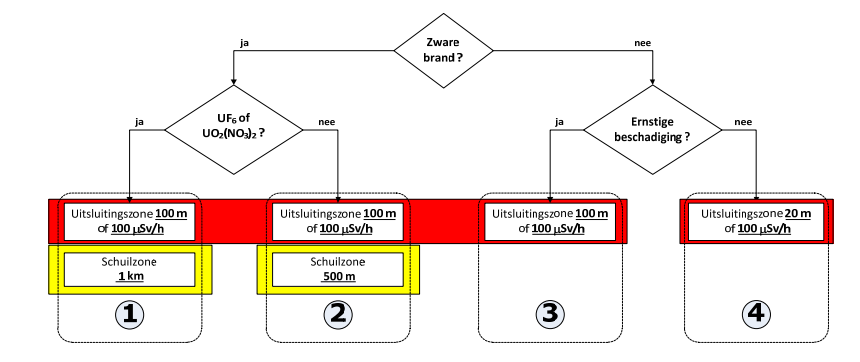 Zware
brand ?
ja
nee
UF₆ of
UO₂(NO₃)₂ ?
Ernstige
beschadiging ?
ja
nee
ja
nee
Uitsluitingszone 100 m
of 100 µSv/h
Uitsluitingszone 100 m
of 100 µSv/h
Uitsluitingszone 100 m
of 100 µSv/h
Uitsluitingszone 20 m
of 100 µSv/h
Schuilzone
1 km
Schuilzone
500 m
1
2
3
4